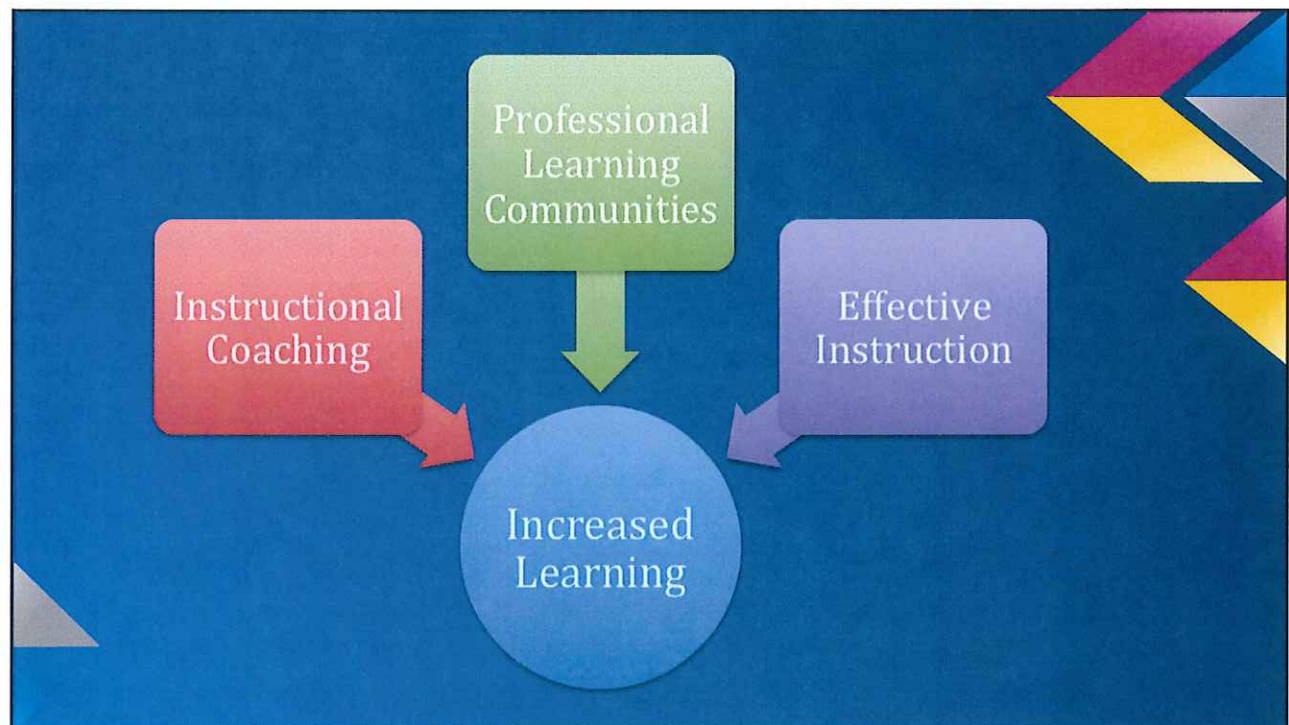 Professional
Learning
Communities
Instructional
Coaching
Effective
Instruction
Increased
Learning